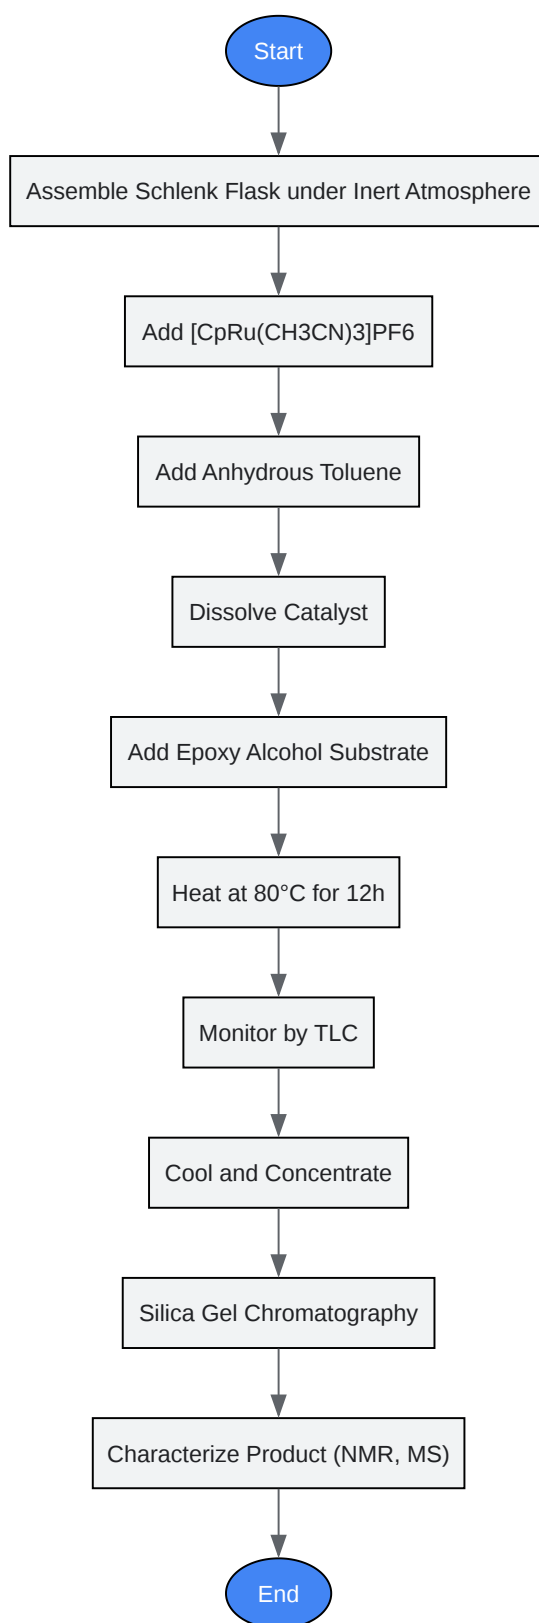 Start
Assemble Schlenk Flask under Inert Atmosphere
Add [CpRu(CH3CN)3]PF6
Add Anhydrous Toluene
Dissolve Catalyst
Add Epoxy Alcohol Substrate
Heat at 80°C for 12h
Monitor by TLC
Cool and Concentrate
Silica Gel Chromatography
Characterize Product (NMR, MS)
End